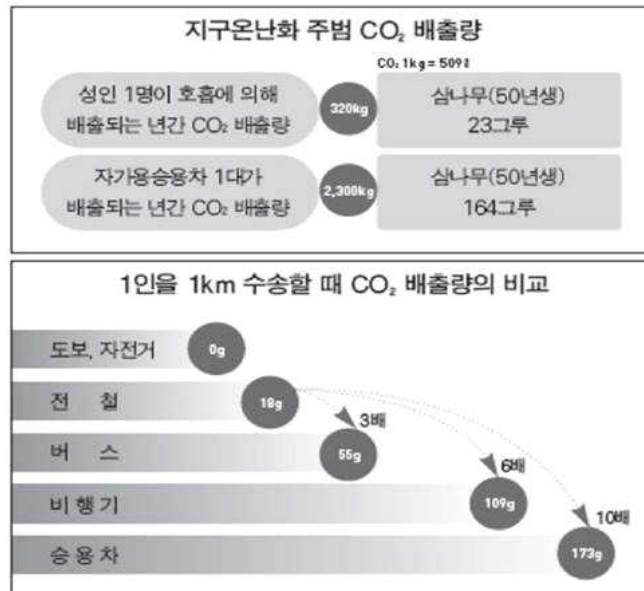 지구온난화 주범 CO₂ 배출량
CO₂ 1kg = 509ℓ
성인 1명이 호흡에 의해
배출되는 년간 CO₂ 배출량
320kg
삼나무(50년생)
23그루
자가용승용차 1대가
배출되는 년간 CO₂ 배출량
2,300kg
삼나무(50년생)
164그루
1인을 1km 수송할 때 CO₂ 배출량의 비교
도보, 자전거
0g
전 철
18g
3배
버 스
55g
6배
비 행 기
109g
10배
승 용 차
173g